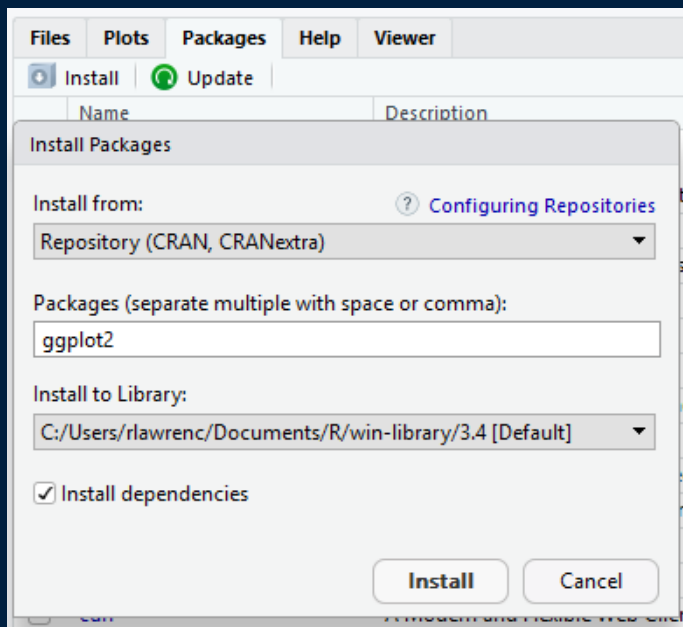 Files Plots Packages Help Viewer
Install Update
Name Description
Install Packages
Install from: ? Configuring Repositories
Repository (CRAN, CRANextra)
Packages (separate multiple with space or comma):
ggplot2
Install to Library:
C:/Users/rlawrenc/Documents/R/win-library/3.4 [Default]
Install dependencies
Install Cancel